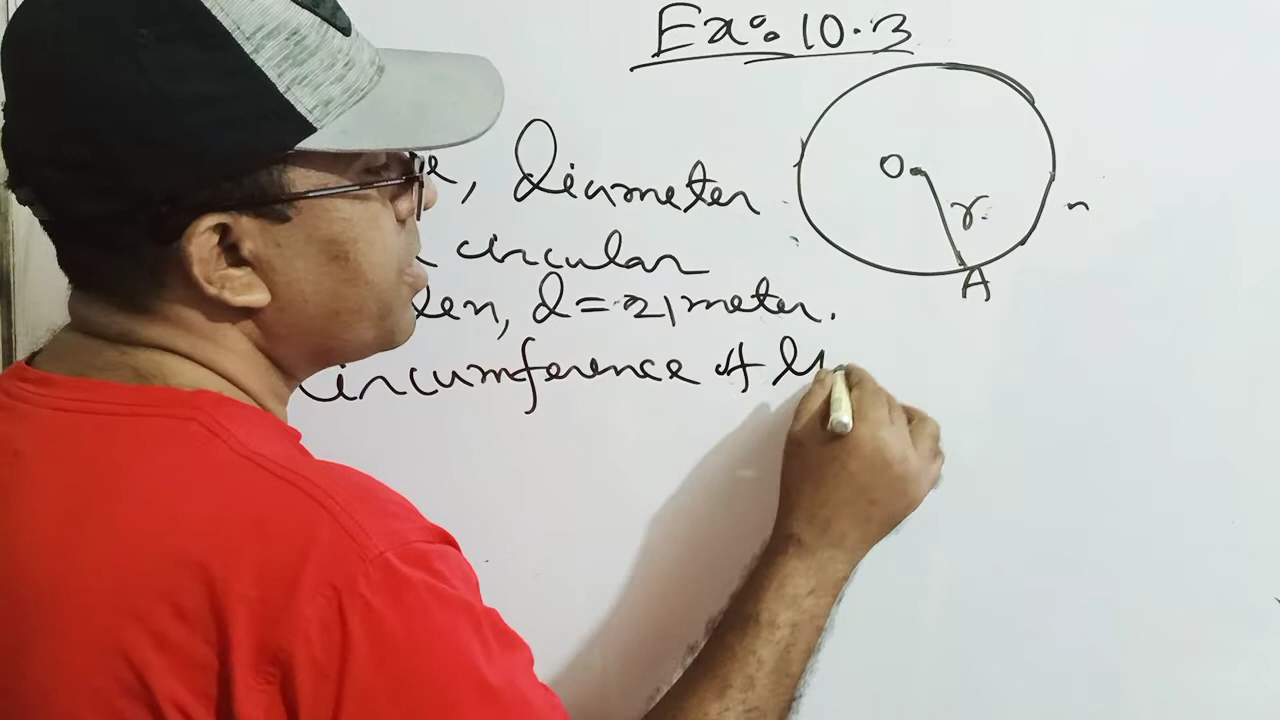 Ex: 10.3
O
r
A
Diameter
circular
d = 21 meter.
Circumference of